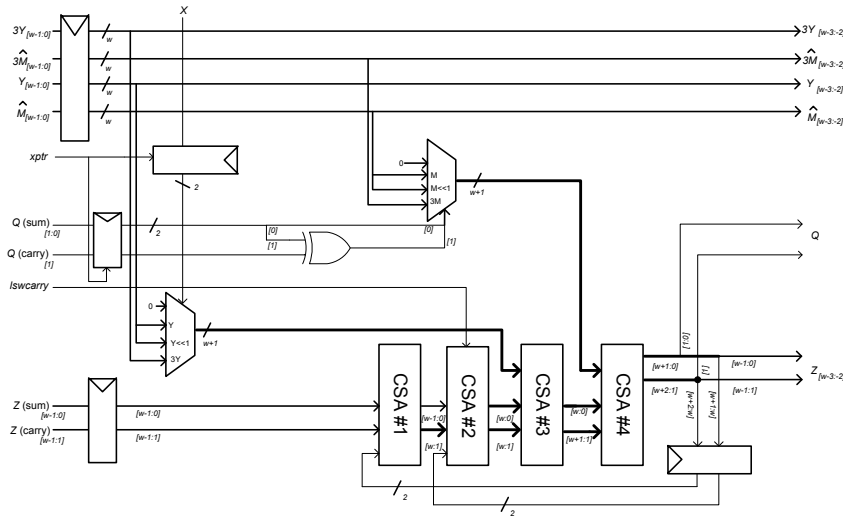 X
3Y[w-1:0]
w
3Y[w-3:-2]
3M̂[w-1:0]
w
3M̂[w-3:-2]
Y[w-1:0]
w
Y[w-3:-2]
M̂[w-1:0]
w
M̂[w-3:-2]
xptr
2
0
M
M<<1
3M
w+1
Q (sum)
[1:0]
2
[0]
[1]
[0]
[1]
Q
Q (carry)
[1]
lswcarry
0
Y
Y<<1
3Y
w+1
[1:0]
[1]
CSA #1
CSA #2
CSA #3
CSA #4
[w+1:0]
[w-1:0]
Z[w-3:-2]
[w+2:1]
[w-1:1]
Z (sum)
[w-1:0]
[w-1:0]
[w-1:0]
[w:0]
[w:0]
Z (carry)
[w-1:1]
[w-1:1]
[w:1]
[w:1]
[w+1:1]
[w+2:w]
[w+1:w]
2
2